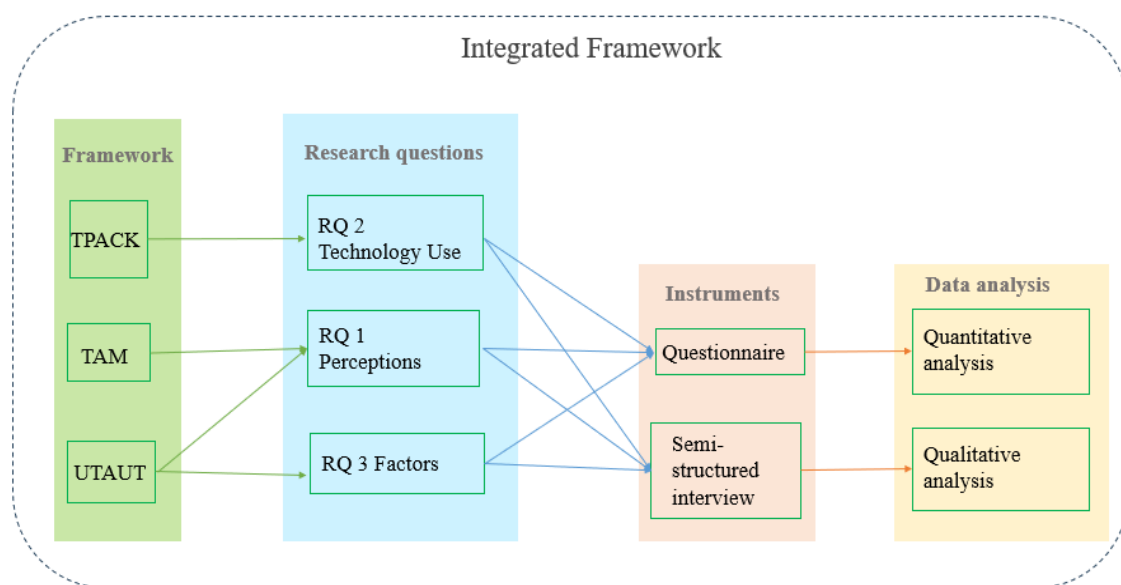 Integrated Framework
Framework
TPACK
TAM
UTAUT
Research questions
RQ 2
Technology Use
RQ 1
Perceptions
RQ 3 Factors
Instruments
Questionnaire
Semi-
structured
interview
Data analysis
Quantitative
analysis
Qualitative
analysis